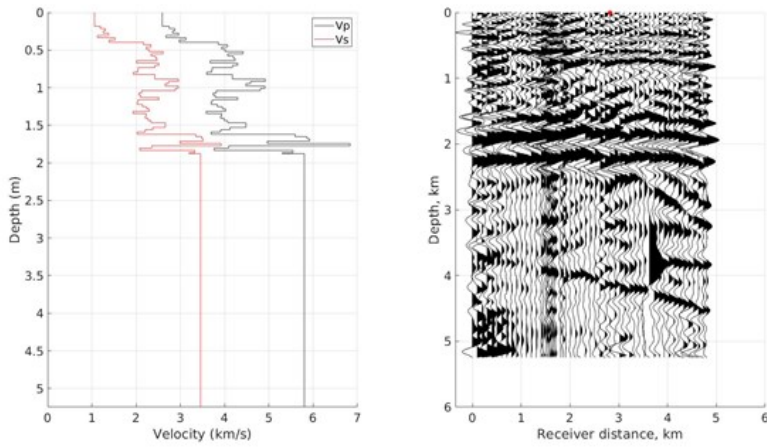 0
0.5
1
1.5
2
2.5
3
3.5
4
4.5
5
Depth (m)
0 1 2 3 4 5 6 7
Velocity (km/s)
Vp
Vs
0
1
2
3
4
5
6
Depth, km
0 1 2 3 4 5 6
Receiver distance, km